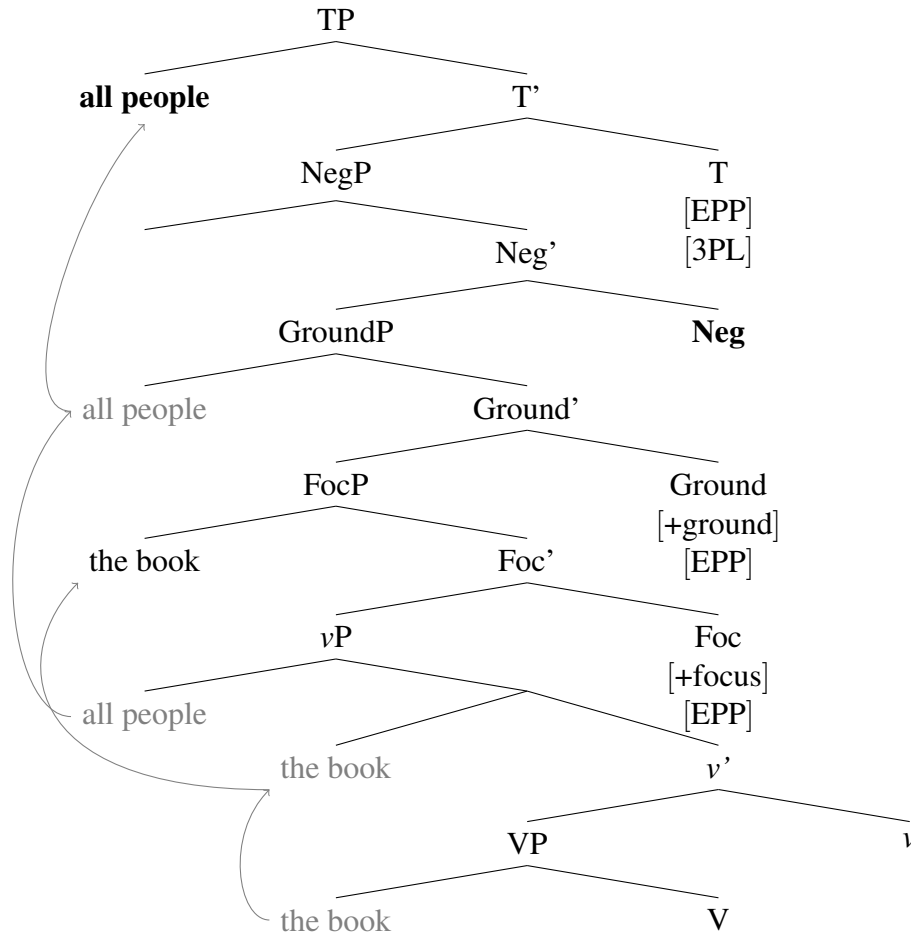 TP
all people T’
NegP T
[EPP]
Neg’ [3PL]
GroundP Neg
all people Ground’
FocP Ground
[+ground]
the book Foc’ [EPP]
vP Foc
[+focus]
all people [EPP]
the book v’
VP v
the book V